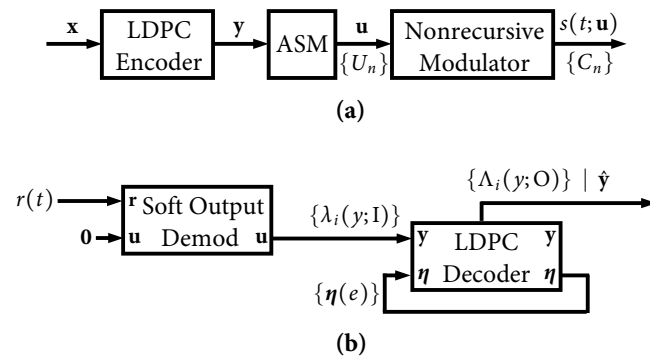 x
LDPC
Encoder
y
ASM
u
{U_n}
Nonrecursive
Modulator
s(t; u)
{C_n}
(a)
r(t)
0
r Soft Output
u Demod u
{λ_i(y; I)}
{Λ_i(y; O)} | ŷ
y LDPC y
η Decoder η
{η(e)}
(b)